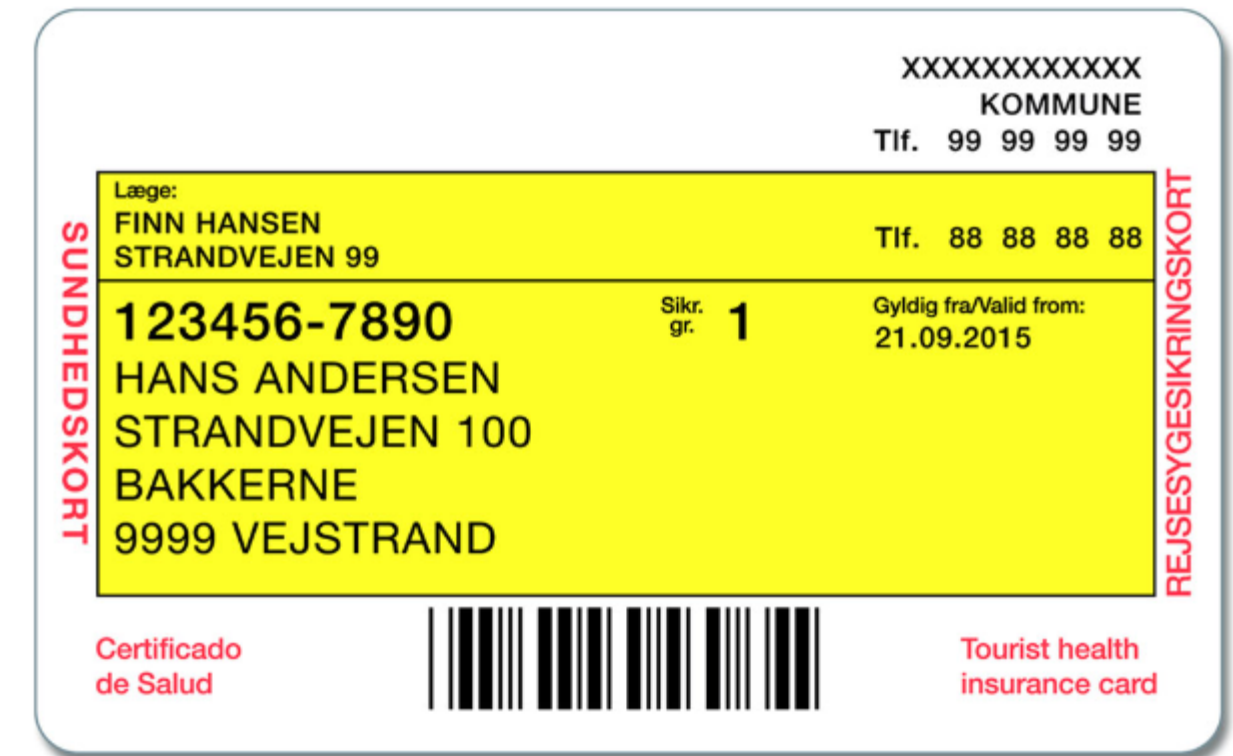 XXXXXXXXXXXX
KOMMUNE
Tlf. 99 99 99 99
Læge:
FINN HANSEN
STRANDVEJEN 99
Tlf. 88 88 88 88
123456-7890
Sikr.
gr. 1
Gyldig fra/Valid from:
21.09.2015
HANS ANDERSEN
STRANDVEJEN 100
BAKKERNE
9999 VEJSTRAND
SUNDHEDSKORT
REJSESYGESIKRINGSKORT
Certificado
de Salud
Tourist health
insurance card